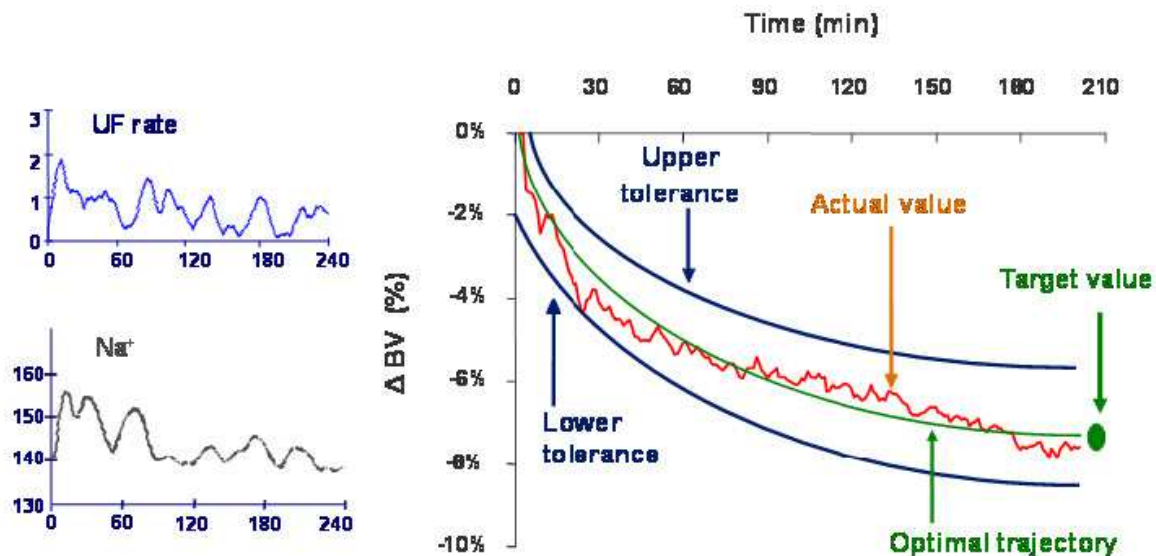 UF rate
3
2
1
0
0 60 120 180 240
Na⁺
160
150
140
130
0 60 120 180 240
Time (min)
0 30 60 90 120 150 180 210
Δ BV (%)
0%
-2%
-4%
-6%
-8%
-10%
Upper
tolerance
Actual value
Target value
Lower
tolerance
Optimal trajectory